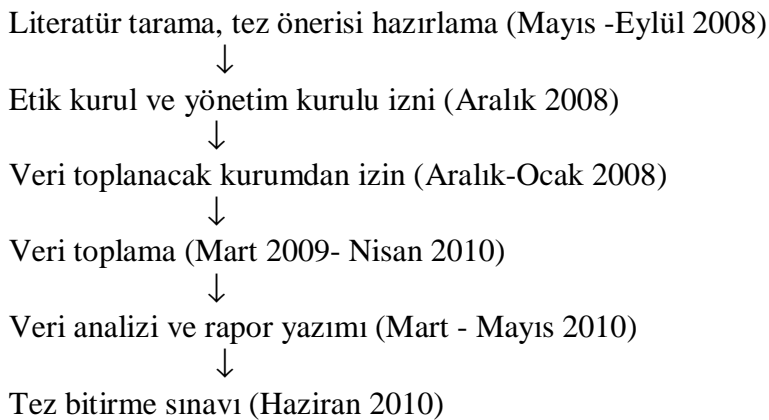 Literatür tarama, tez önerisi hazırlama (Mayıs -Eylül 2008)
↓
Etik kurul ve yönetim kurulu izni (Aralık 2008)
↓
Veri toplanacak kurumdan izin (Aralık-Ocak 2008)
↓
Veri toplama (Mart 2009- Nisan 2010)
↓
Veri analizi ve rapor yazımı (Mart - Mayıs 2010)
↓
Tez bitirme sınavı (Haziran 2010)